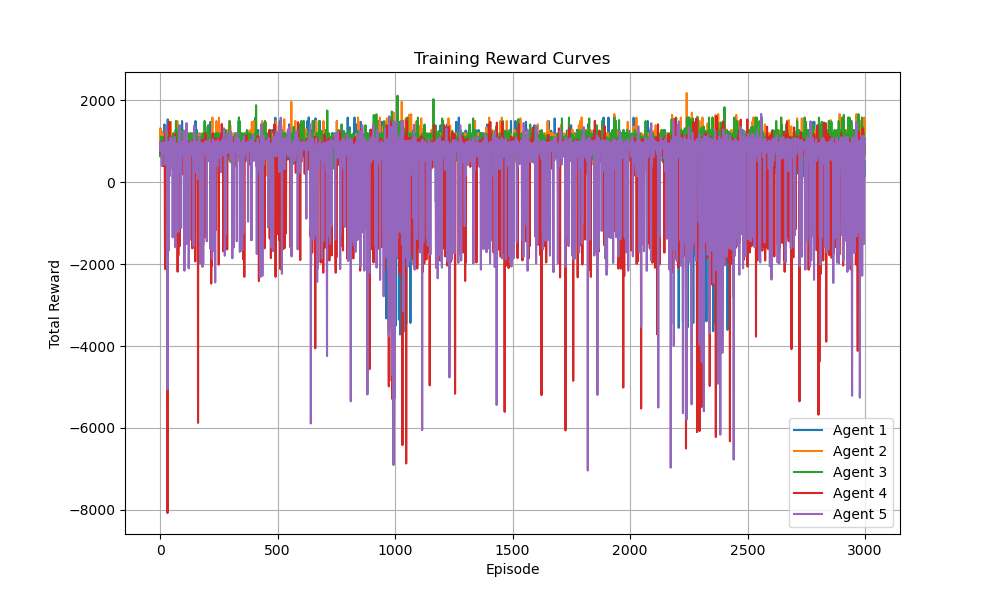 Training Reward Curves
Total Reward
2000
0
−2000
−4000
−6000
−8000
Agent 1
Agent 2
Agent 3
Agent 4
Agent 5
0 500 1000 1500 2000 2500 3000
Episode